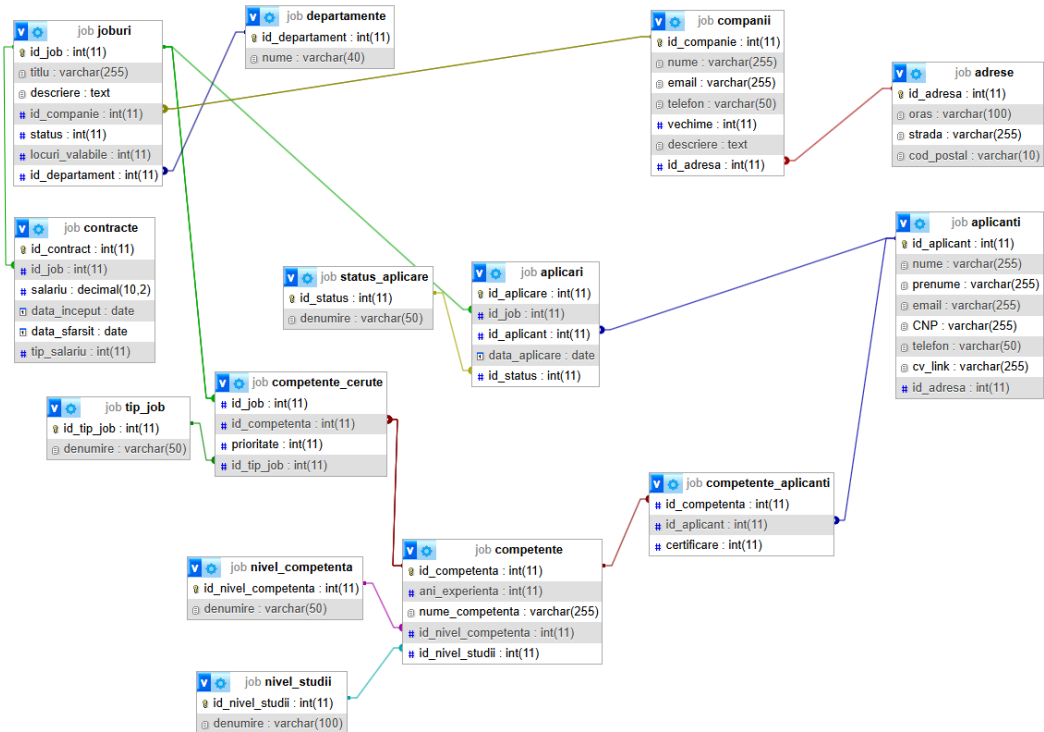 job joburi
id_job : int(11)
titlu : varchar(255)
descriere : text
id_companie : int(11)
status : int(11)
locuri_valabile : int(11)
id_departament : int(11)
job departamente
id_departament : int(11)
nume : varchar(40)
job companii
id_companie : int(11)
nume : varchar(255)
email : varchar(255)
telefon : varchar(50)
vechime : int(11)
descriere : text
id_adresa : int(11)
job adrese
id_adresa : int(11)
oras : varchar(100)
strada : varchar(255)
cod_postal : varchar(10)
job contracte
id_contract : int(11)
id_job : int(11)
salariu : decimal(10,2)
data_inceput : date
data_sfarsit : date
tip_salariu : int(11)
job status_aplicare
id_status : int(11)
denumire : varchar(50)
job aplicari
id_aplicare : int(11)
id_job : int(11)
id_aplicant : int(11)
data_aplicare : date
id_status : int(11)
job aplicanti
id_aplicant : int(11)
nume : varchar(255)
prenume : varchar(255)
email : varchar(255)
CNP : varchar(255)
telefon : varchar(50)
cv_link : varchar(255)
id_adresa : int(11)
job competente_cerute
id_job : int(11)
id_competenta : int(11)
prioritate : int(11)
id_tip_job : int(11)
job tip_job
id_tip_job : int(11)
denumire : varchar(50)
job competente_aplicanti
id_competenta : int(11)
id_aplicant : int(11)
certificare : int(11)
job competente
id_competenta : int(11)
ani_experienta : int(11)
nume_competenta : varchar(255)
id_nivel_competenta : int(11)
id_nivel_studii : int(11)
job nivel_competenta
id_nivel_competenta : int(11)
denumire : varchar(50)
job nivel_studii
id_nivel_studii : int(11)
denumire : varchar(100)